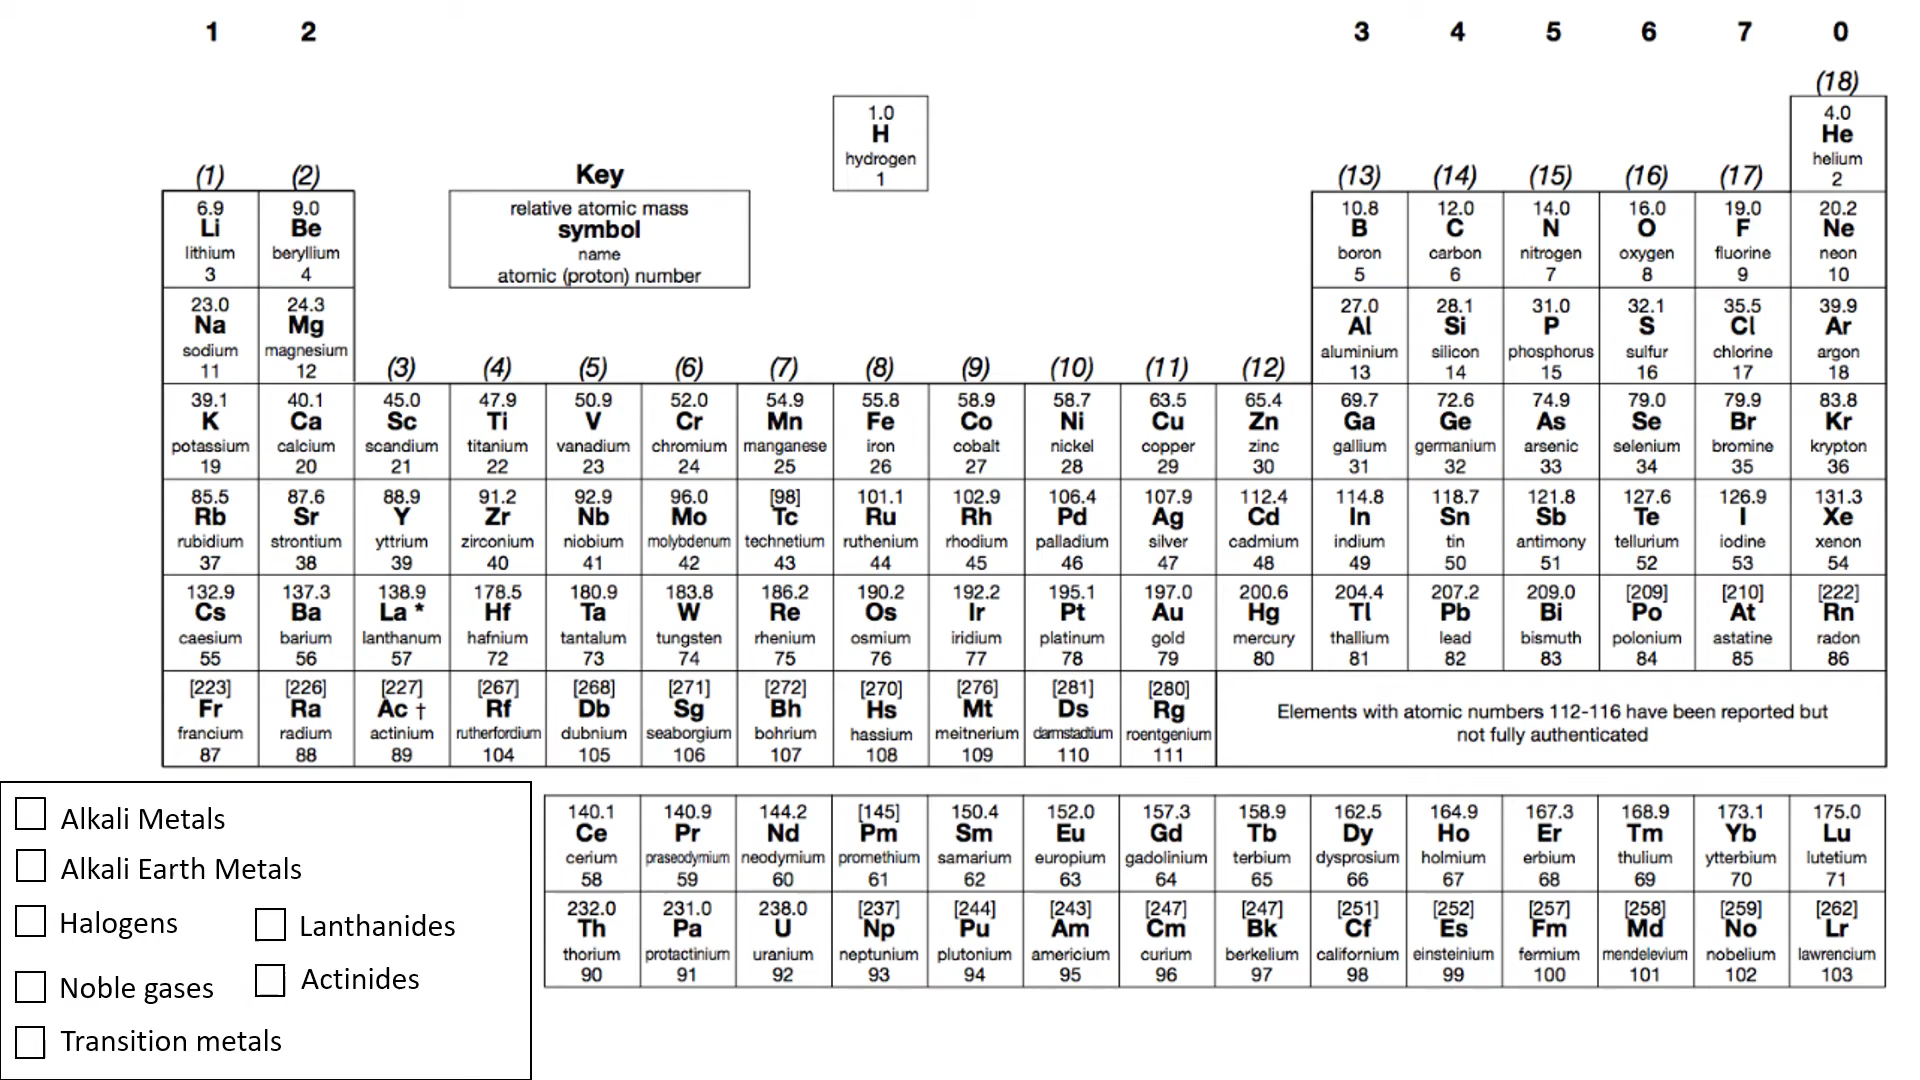 1 2 3 4 5 6 7 0
(18)
1.0 4.0
H He
hydrogen helium
1 2
(1) (2) Key (13) (14) (15) (16) (17)
6.9 9.0 relative atomic mass 10.8 12.0 14.0 16.0 19.0 20.2
Li Be symbol B C N O F Ne
lithium beryllium name boron carbon nitrogen oxygen fluorine neon
3 4 atomic (proton) number 5 6 7 8 9 10
23.0 24.3 27.0 28.1 31.0 32.1 35.5 39.9
Na Mg Al Si P S Cl Ar
sodium magnesium aluminium silicon phosphorus sulfur chlorine argon
11 12 (3) (4) (5) (6) (7) (8) (9) (10) (11) (12) 13 14 15 16 17 18
39.1 40.1 45.0 47.9 50.9 52.0 54.9 55.8 58.9 58.7 63.5 65.4 69.7 72.6 74.9 79.0 79.9 83.8
K Ca Sc Ti V Cr Mn Fe Co Ni Cu Zn Ga Ge As Se Br Kr
potassium calcium scandium titanium vanadium chromium manganese iron cobalt nickel copper zinc gallium germanium arsenic selenium bromine krypton
19 20 21 22 23 24 25 26 27 28 29 30 31 32 33 34 35 36
85.5 87.6 88.9 91.2 92.9 96.0 [98] 101.1 102.9 106.4 107.9 112.4 114.8 118.7 121.8 127.6 126.9 131.3
Rb Sr Y Zr Nb Mo Tc Ru Rh Pd Ag Cd In Sn Sb Te I Xe
rubidium strontium yttrium zirconium niobium molybdenum technetium ruthenium rhodium palladium silver cadmium indium tin antimony tellurium iodine xenon
37 38 39 40 41 42 43 44 45 46 47 48 49 50 51 52 53 54
132.9 137.3 138.9 178.5 180.9 183.8 186.2 190.2 192.2 195.1 197.0 200.6 204.4 207.2 209.0 [209] [210] [222]
Cs Ba La * Hf Ta W Re Os Ir Pt Au Hg Tl Pb Bi Po At Rn
caesium barium lanthanum hafnium tantalum tungsten rhenium osmium iridium platinum gold mercury thallium lead bismuth polonium astatine radon
55 56 57 72 73 74 75 76 77 78 79 80 81 82 83 84 85 86
[223] [226] [227] [267] [268] [271] [272] [270] [276] [281] [280]
Fr Ra Ac † Rf Db Sg Bh Hs Mt Ds Rg Elements with atomic numbers 112-116 have been reported but
francium radium actinium rutherfordium dubnium seaborgium bohrium hassium meitnerium darmstadtium roentgenium not fully authenticated
87 88 89 104 105 106 107 108 109 110 111
140.1 140.9 144.2 [145] 150.4 152.0 157.3 158.9 162.5 164.9 167.3 168.9 173.1 175.0
Ce Pr Nd Pm Sm Eu Gd Tb Dy Ho Er Tm Yb Lu
cerium praseodymium neodymium promethium samarium europium gadolinium terbium dysprosium holmium erbium thulium ytterbium lutetium
58 59 60 61 62 63 64 65 66 67 68 69 70 71
232.0 231.0 238.0 [237] [244] [243] [247] [247] [251] [252] [257] [258] [259] [262]
Th Pa U Np Pu Am Cm Bk Cf Es Fm Md No Lr
thorium protactinium uranium neptunium plutonium americium curium berkelium californium einsteinium fermium mendelevium nobelium lawrencium
90 91 92 93 94 95 96 97 98 99 100 101 102 103
Alkali Metals
Alkali Earth Metals
Halogens Lanthanides
Noble gases Actinides
Transition metals